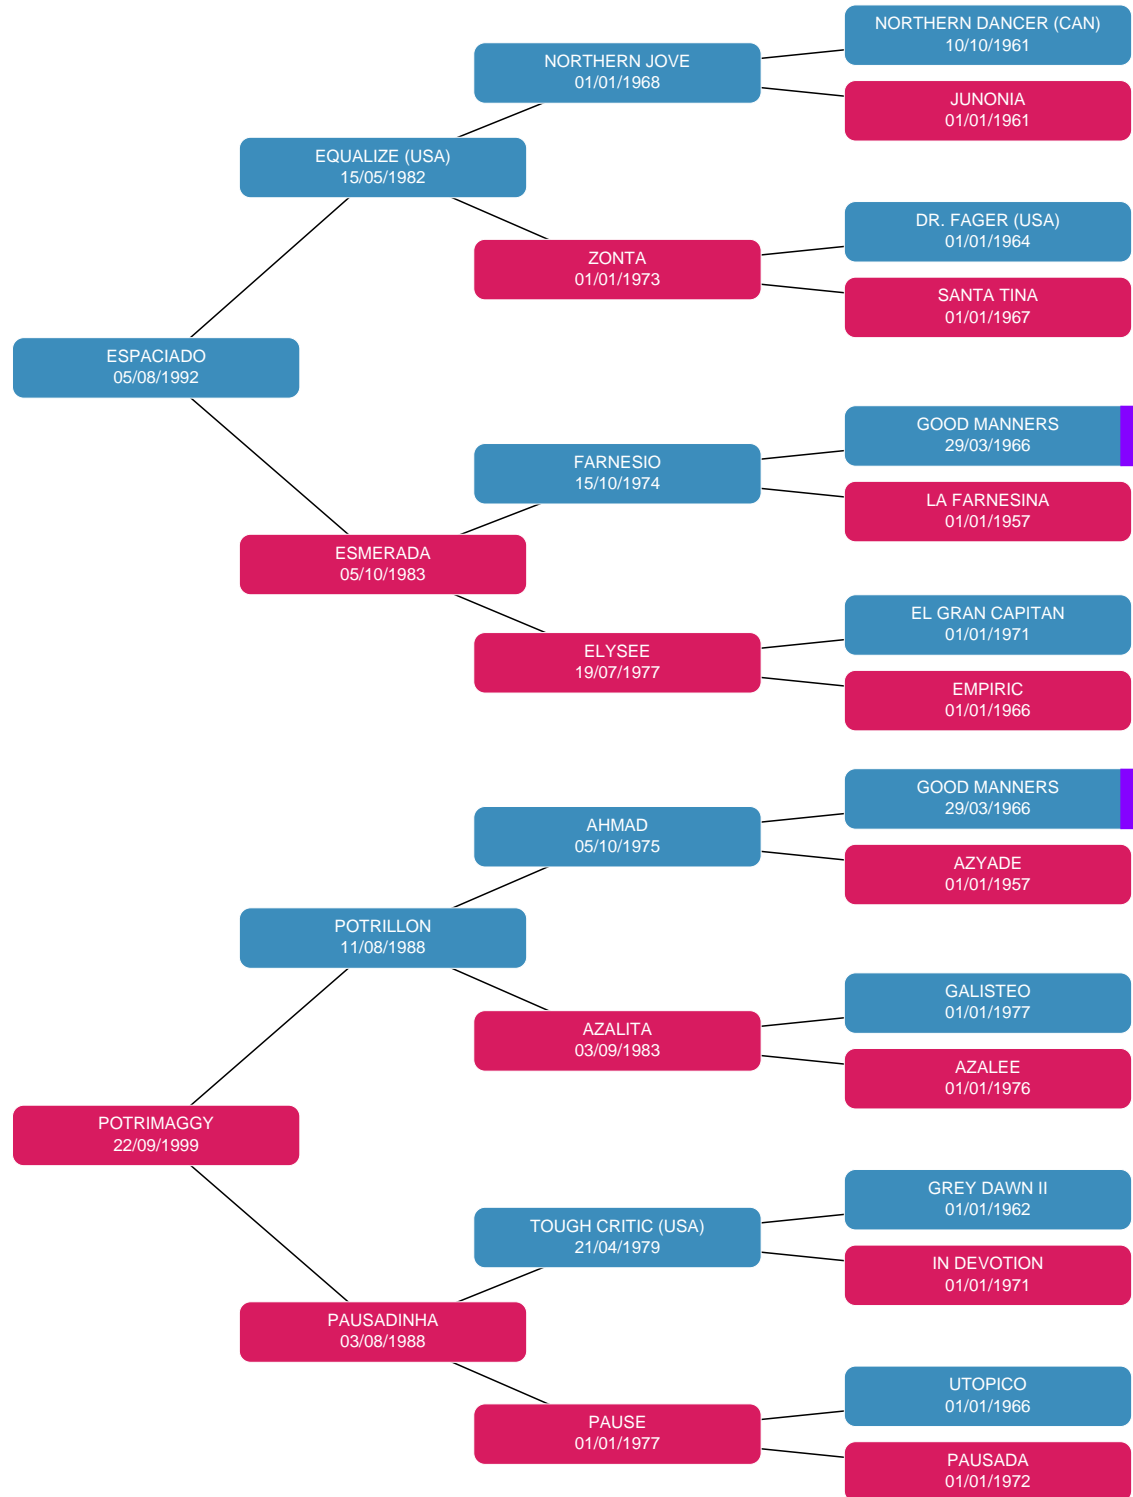 NORTHERN DANCER (CAN)
10/10/1961
NORTHERN JOVE
01/01/1968
JUNONIA
01/01/1961
EQUALIZE (USA)
15/05/1982
DR. FAGER (USA)
01/01/1964
ZONTA
01/01/1973
SANTA TINA
01/01/1967
ESPACIADO
05/08/1992
GOOD MANNERS
29/03/1966
FARNESIO
15/10/1974
LA FARNESINA
01/01/1957
ESMERADA
05/10/1983
EL GRAN CAPITAN
01/01/1971
ELYSEE
19/07/1977
EMPIRIC
01/01/1966
GOOD MANNERS
29/03/1966
AHMAD
05/10/1975
AZYADE
01/01/1957
POTRILLON
11/08/1988
GALISTEO
01/01/1977
AZALITA
03/09/1983
AZALEE
01/01/1976
POTRIMAGGY
22/09/1999
GREY DAWN II
01/01/1962
TOUGH CRITIC (USA)
21/04/1979
IN DEVOTION
01/01/1971
PAUSADINHA
03/08/1988
UTOPICO
01/01/1966
PAUSE
01/01/1977
PAUSADA
01/01/1972